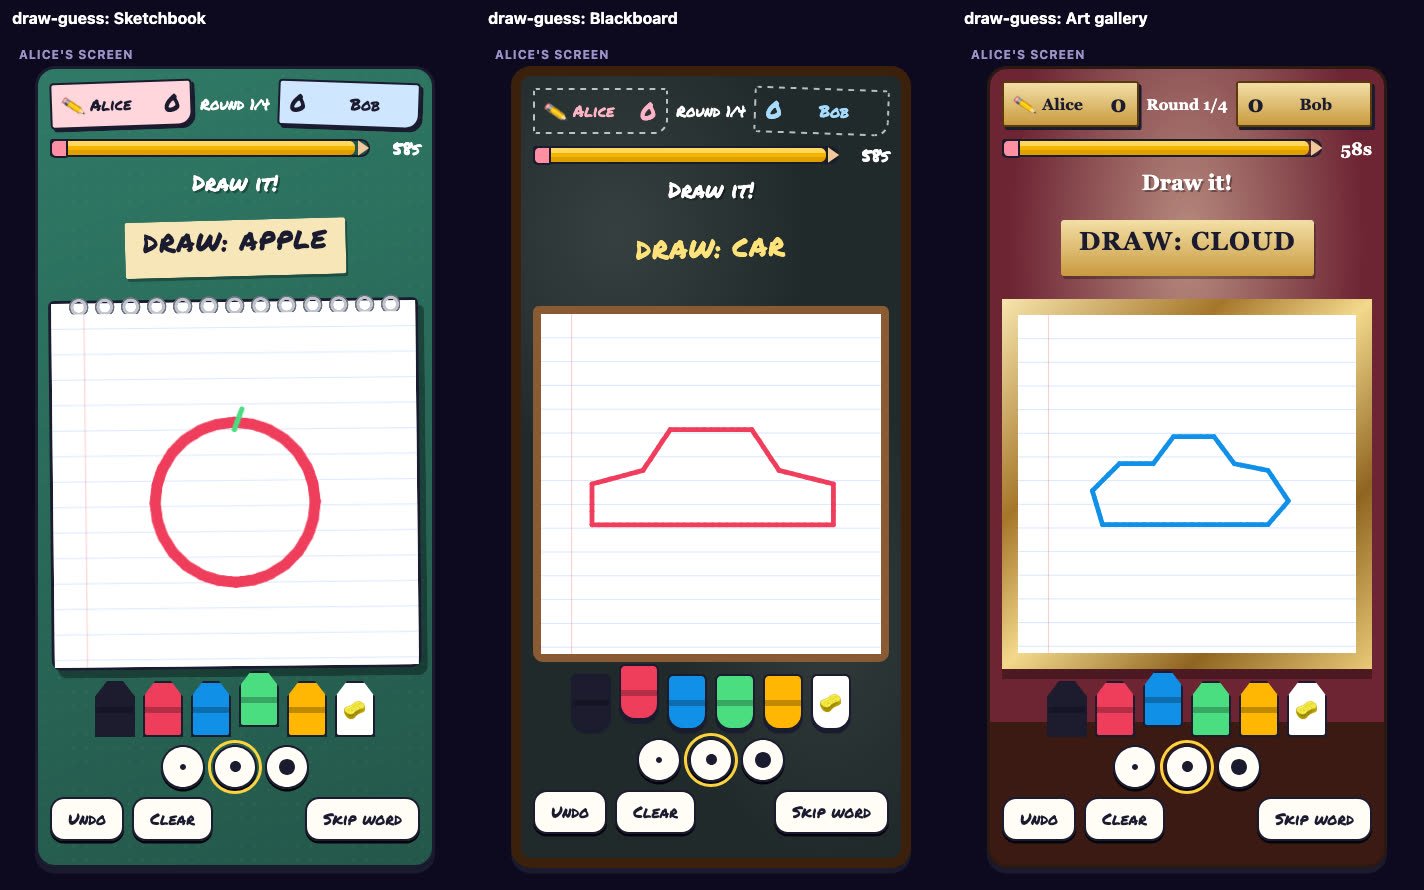 draw-guess: Sketchbook
ALICE'S SCREEN
Alice 0 Round 1/4 0 Bob
58s
Draw it!
DRAW: APPLE
Undo Clear Skip word
draw-guess: Blackboard
ALICE'S SCREEN
Alice 0 Round 1/4 0 Bob
58s
Draw it!
DRAW: CAR
Undo Clear Skip word
draw-guess: Art gallery
ALICE'S SCREEN
Alice 0 Round 1/4 0 Bob
58s
Draw it!
DRAW: CLOUD
Undo Clear Skip word